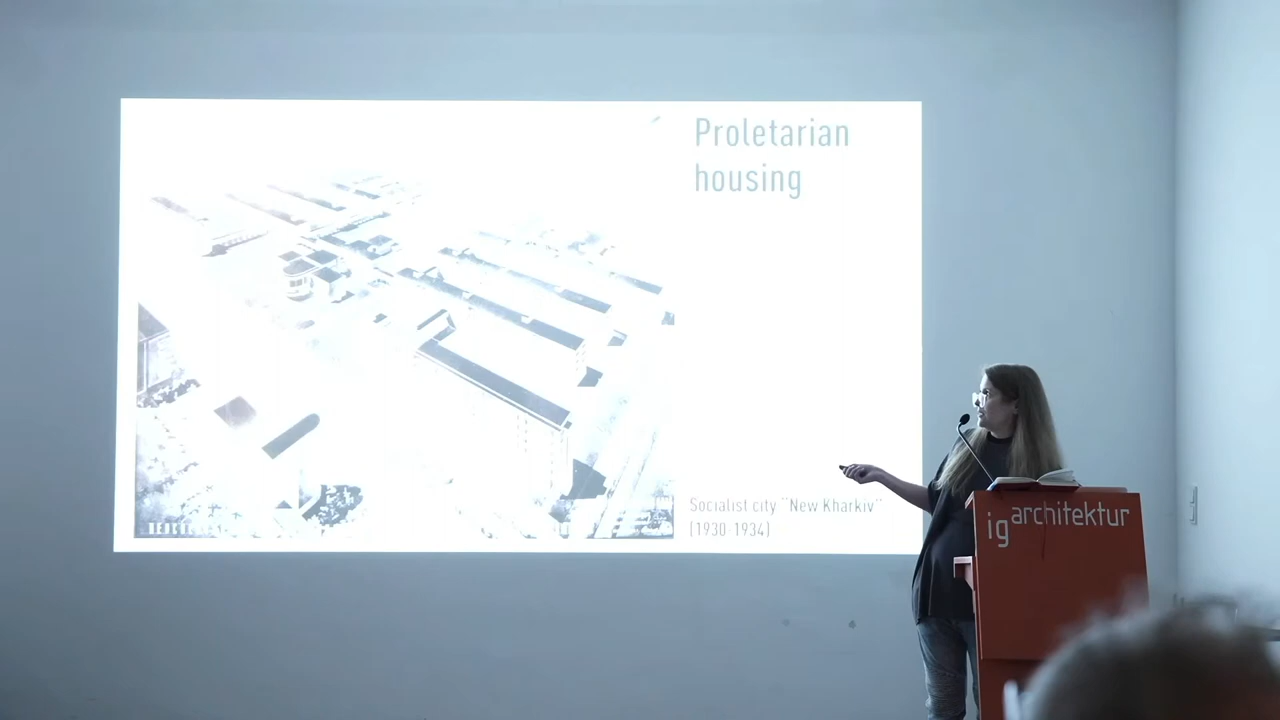 Proletarian
housing
Socialist city "New Kharkiv"
(1930-1934)
ig architektur